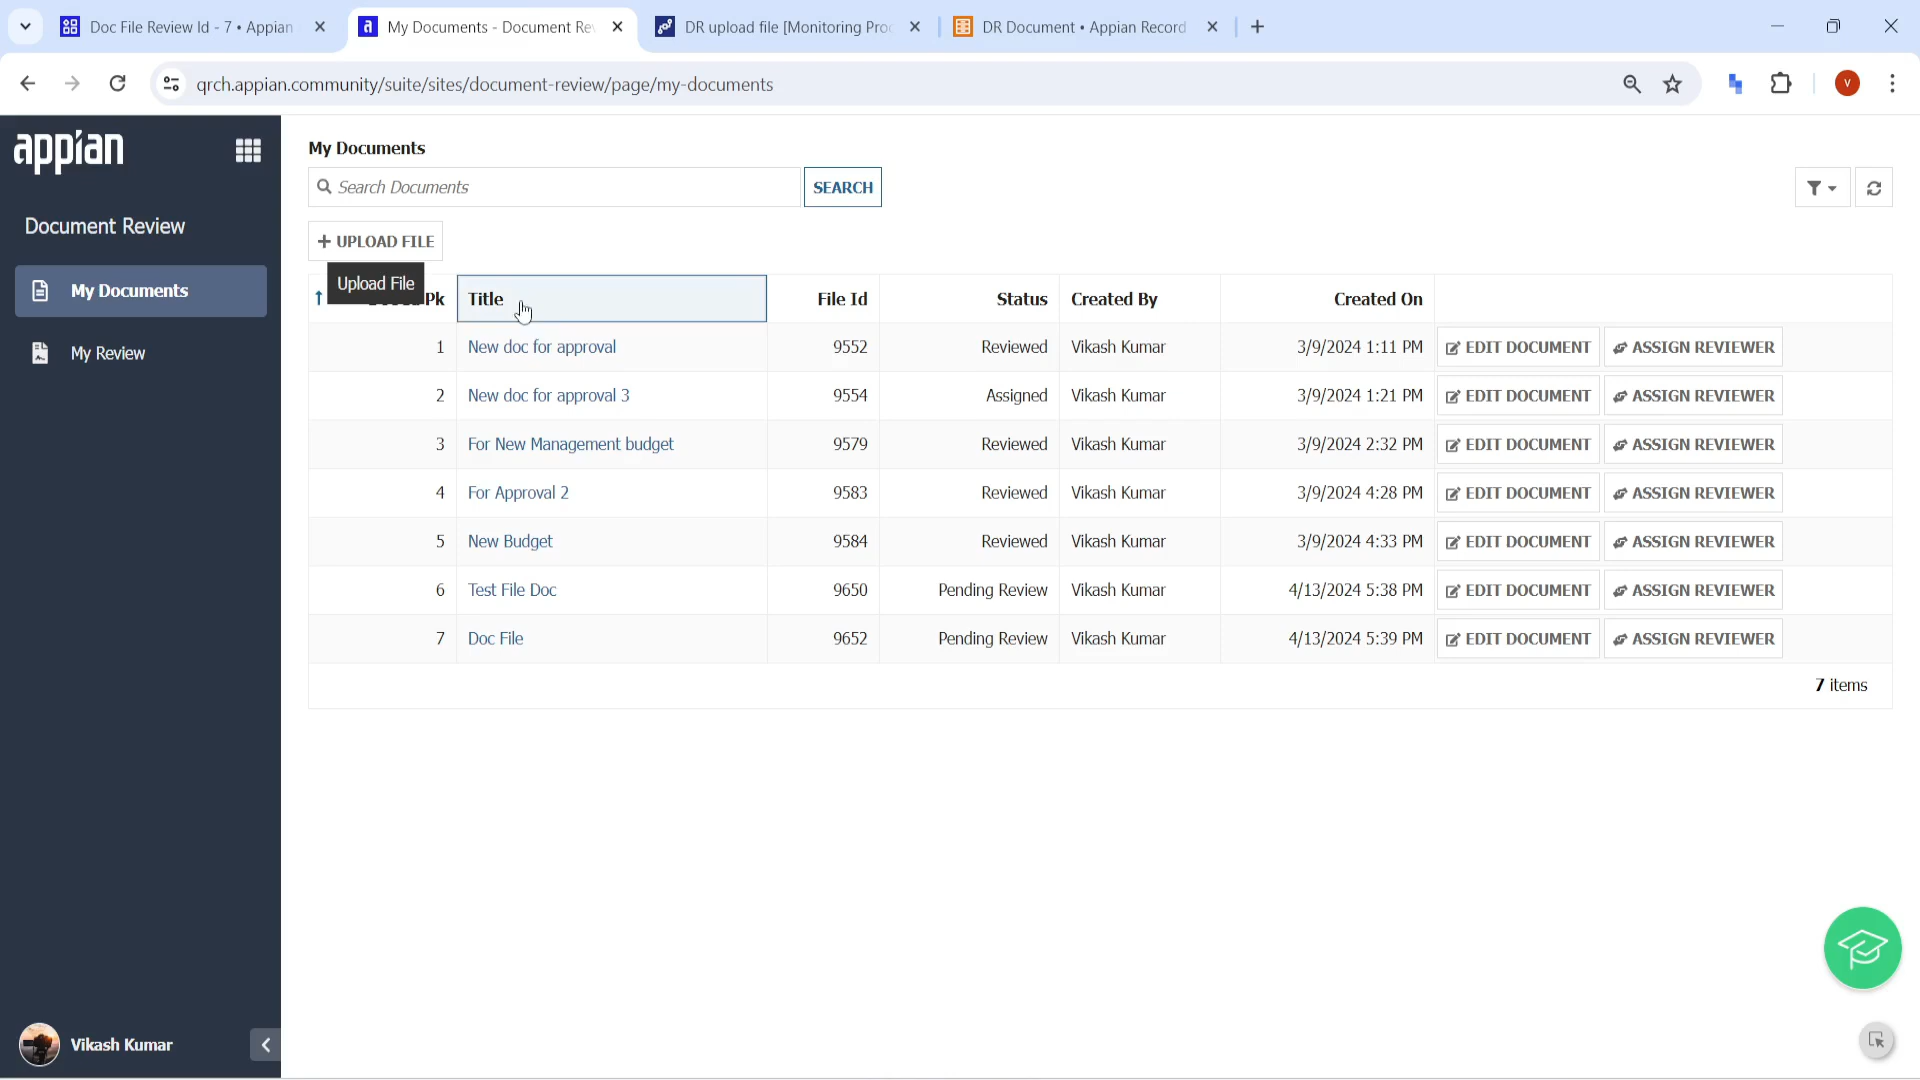 Doc File Review Id - 7 • Appian
My Documents - Document Re
DR upload file [Monitoring Proc
DR Document • Appian Record
qrch.appian.community/suite/sites/document-review/page/my-documents
V
appian
Document Review
My Documents
My Review
Vikash Kumar
My Documents
Search Documents
SEARCH
UPLOAD FILE
Upload File
Pk Title File Id Status Created By Created On
1 New doc for approval 9552 Reviewed Vikash Kumar 3/9/2024 1:11 PM EDIT DOCUMENT ASSIGN REVIEWER
2 New doc for approval 3 9554 Assigned Vikash Kumar 3/9/2024 1:21 PM EDIT DOCUMENT ASSIGN REVIEWER
3 For New Management budget 9579 Reviewed Vikash Kumar 3/9/2024 2:32 PM EDIT DOCUMENT ASSIGN REVIEWER
4 For Approval 2 9583 Reviewed Vikash Kumar 3/9/2024 4:28 PM EDIT DOCUMENT ASSIGN REVIEWER
5 New Budget 9584 Reviewed Vikash Kumar 3/9/2024 4:33 PM EDIT DOCUMENT ASSIGN REVIEWER
6 Test File Doc 9650 Pending Review Vikash Kumar 4/13/2024 5:38 PM EDIT DOCUMENT ASSIGN REVIEWER
7 Doc File 9652 Pending Review Vikash Kumar 4/13/2024 5:39 PM EDIT DOCUMENT ASSIGN REVIEWER
7 items